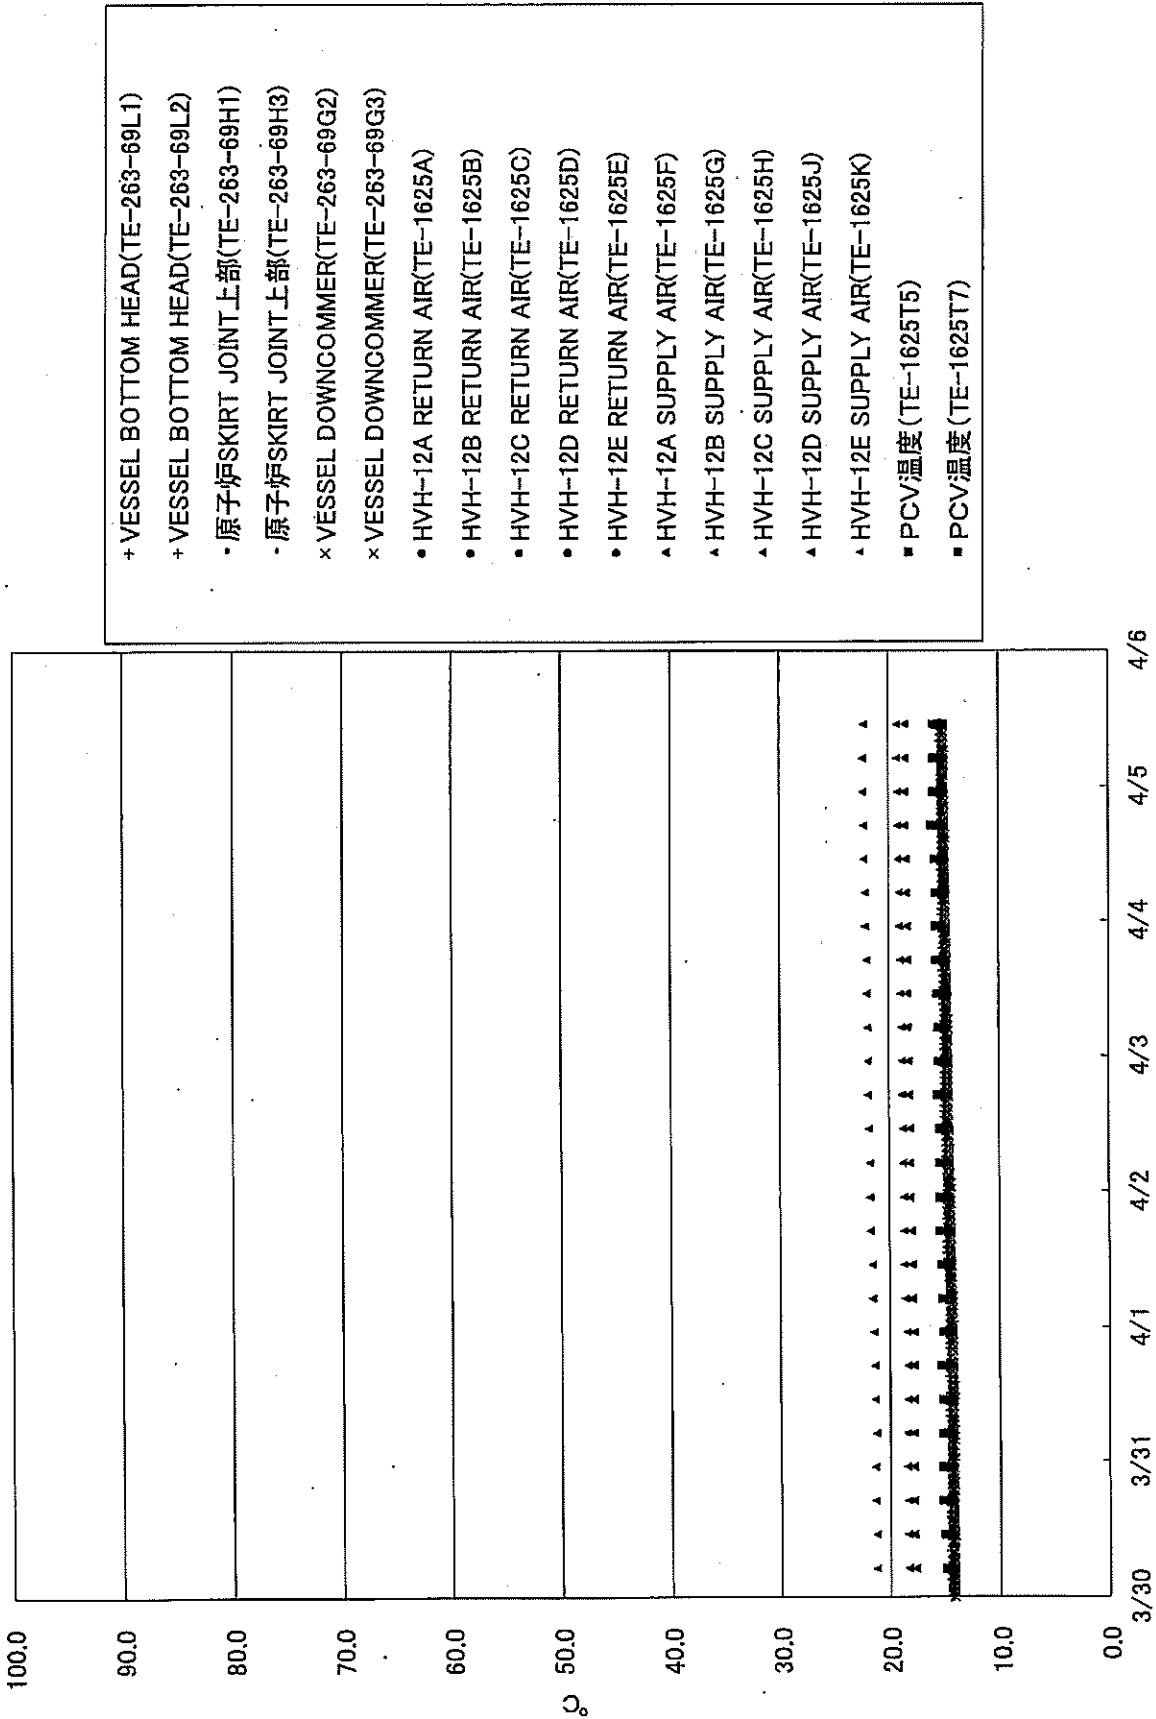 + VESSEL BOTTOM HEAD(TE-263-69L1)
+ VESSEL BOTTOM HEAD(TE-263-69L2)
- 原子炉SKIRT JOINT上部(TE-263-69H1)
- 原子炉SKIRT JOINT上部(TE-263-69H3)
× VESSEL DOWNCOMMER(TE-263-69G2)
× VESSEL DOWNCOMMER(TE-263-69G3)
● HVH-12A RETURN AIR(TE-1625A)
● HVH-12B RETURN AIR(TE-1625B)
● HVH-12C RETURN AIR(TE-1625C)
● HVH-12D RETURN AIR(TE-1625D)
● HVH-12E RETURN AIR(TE-1625E)
▲ HVH-12A SUPPLY AIR(TE-1625F)
▲ HVH-12B SUPPLY AIR(TE-1625G)
▲ HVH-12C SUPPLY AIR(TE-1625H)
▲ HVH-12D SUPPLY AIR(TE-1625J)
▲ HVH-12E SUPPLY AIR(TE-1625K)
■ PCV温度(TE-1625T5)
■ PCV温度(TE-1625T7)
100.0
90.0
80.0
70.0
60.0
50.0
40.0
30.0
20.0
10.0
0.0
℃
3/30
3/31
4/1
4/2
4/3
4/4
4/5
4/6